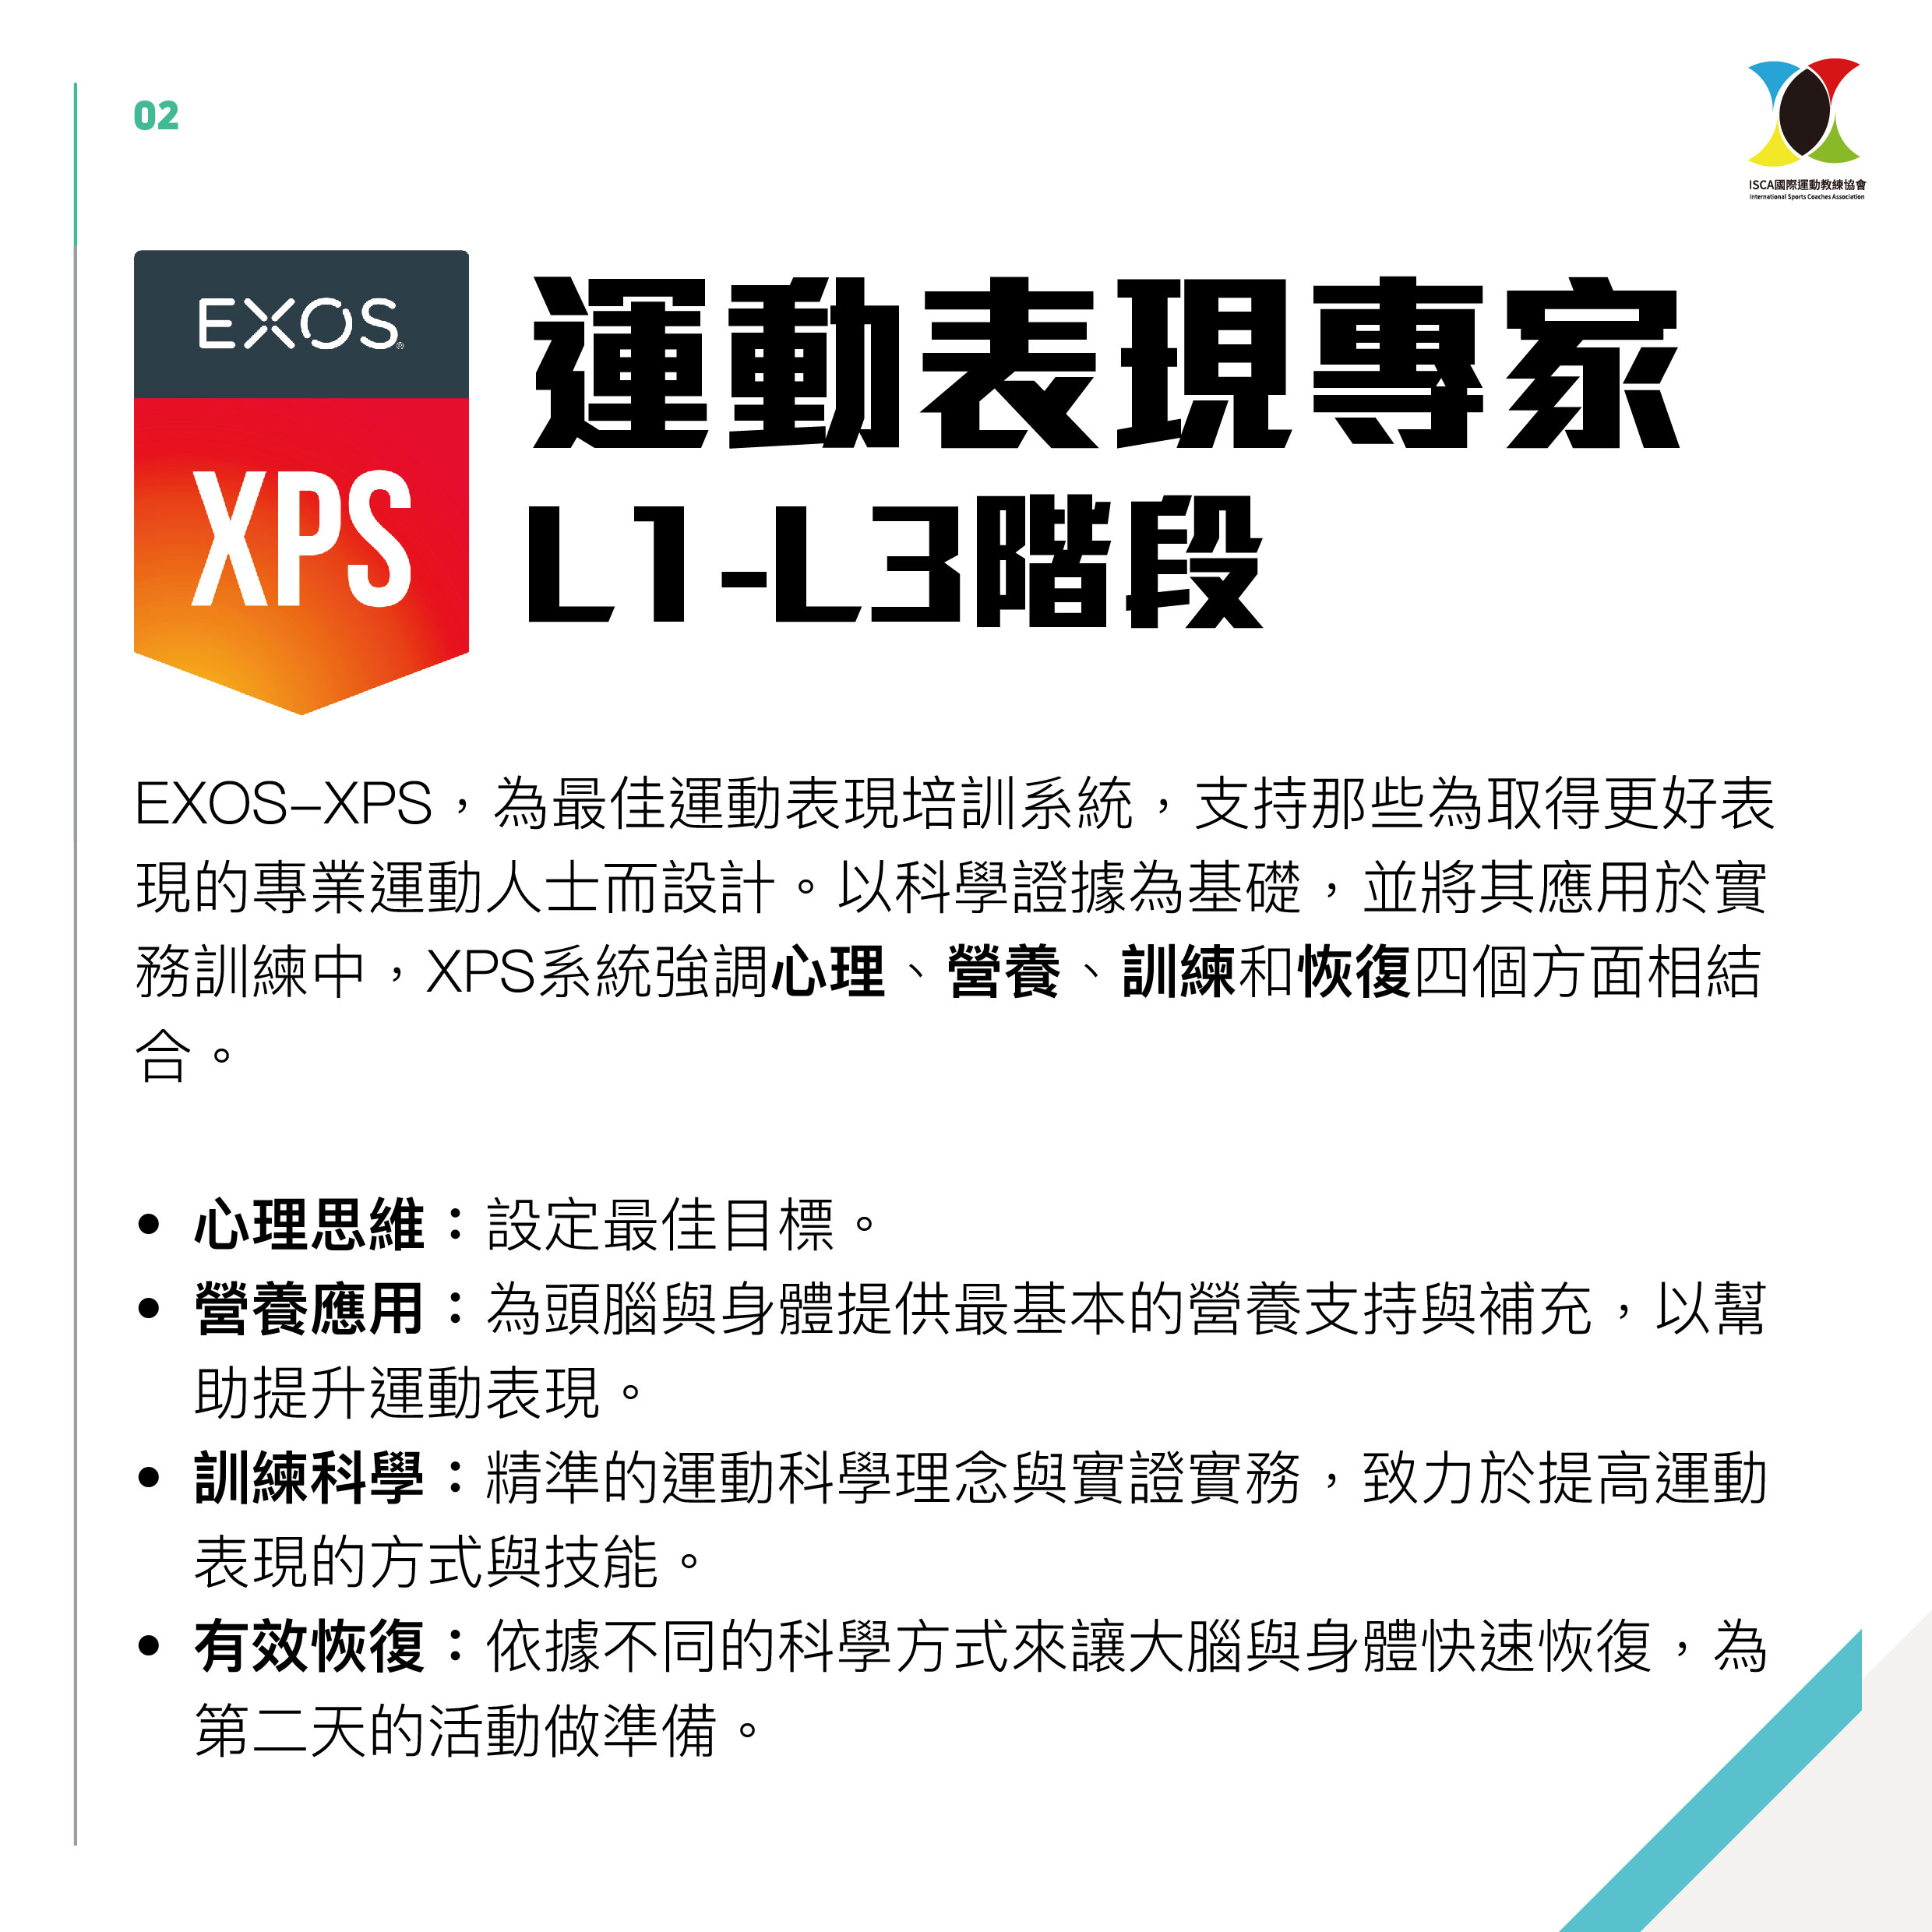 02
ISCA國際運動教練協會
International Sports Coaches Association
EXOS®
XPS
運動表現專家
L1-L3階段
EXOS–XPS，為最佳運動表現培訓系統，支持那些為取得更好表
現的專業運動人士而設計。以科學證據為基礎，並將其應用於實
務訓練中，XPS系統強調心理、營養、訓練和恢復四個方面相結
合。
• 心理思維：設定最佳目標。
• 營養應用：為頭腦與身體提供最基本的營養支持與補充，以幫
助提升運動表現。
• 訓練科學：精準的運動科學理念與實證實務，致力於提高運動
表現的方式與技能。
• 有效恢復：依據不同的科學方式來讓大腦與身體快速恢復，為
第二天的活動做準備。